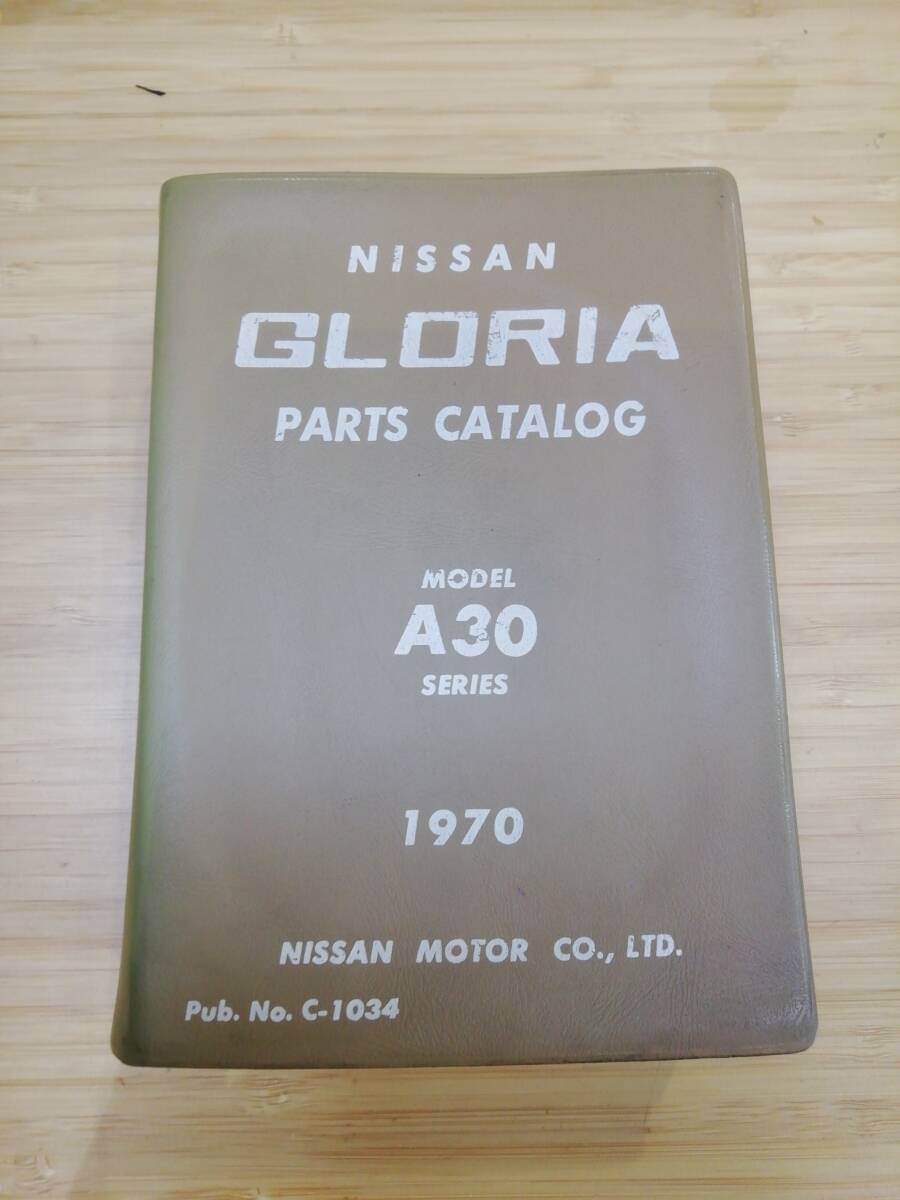 NISSAN
GLORIA
PARTS CATALOG
MODEL
A30
SERIES
1970
NISSAN MOTOR CO., LTD.
Pub. No. C-1034